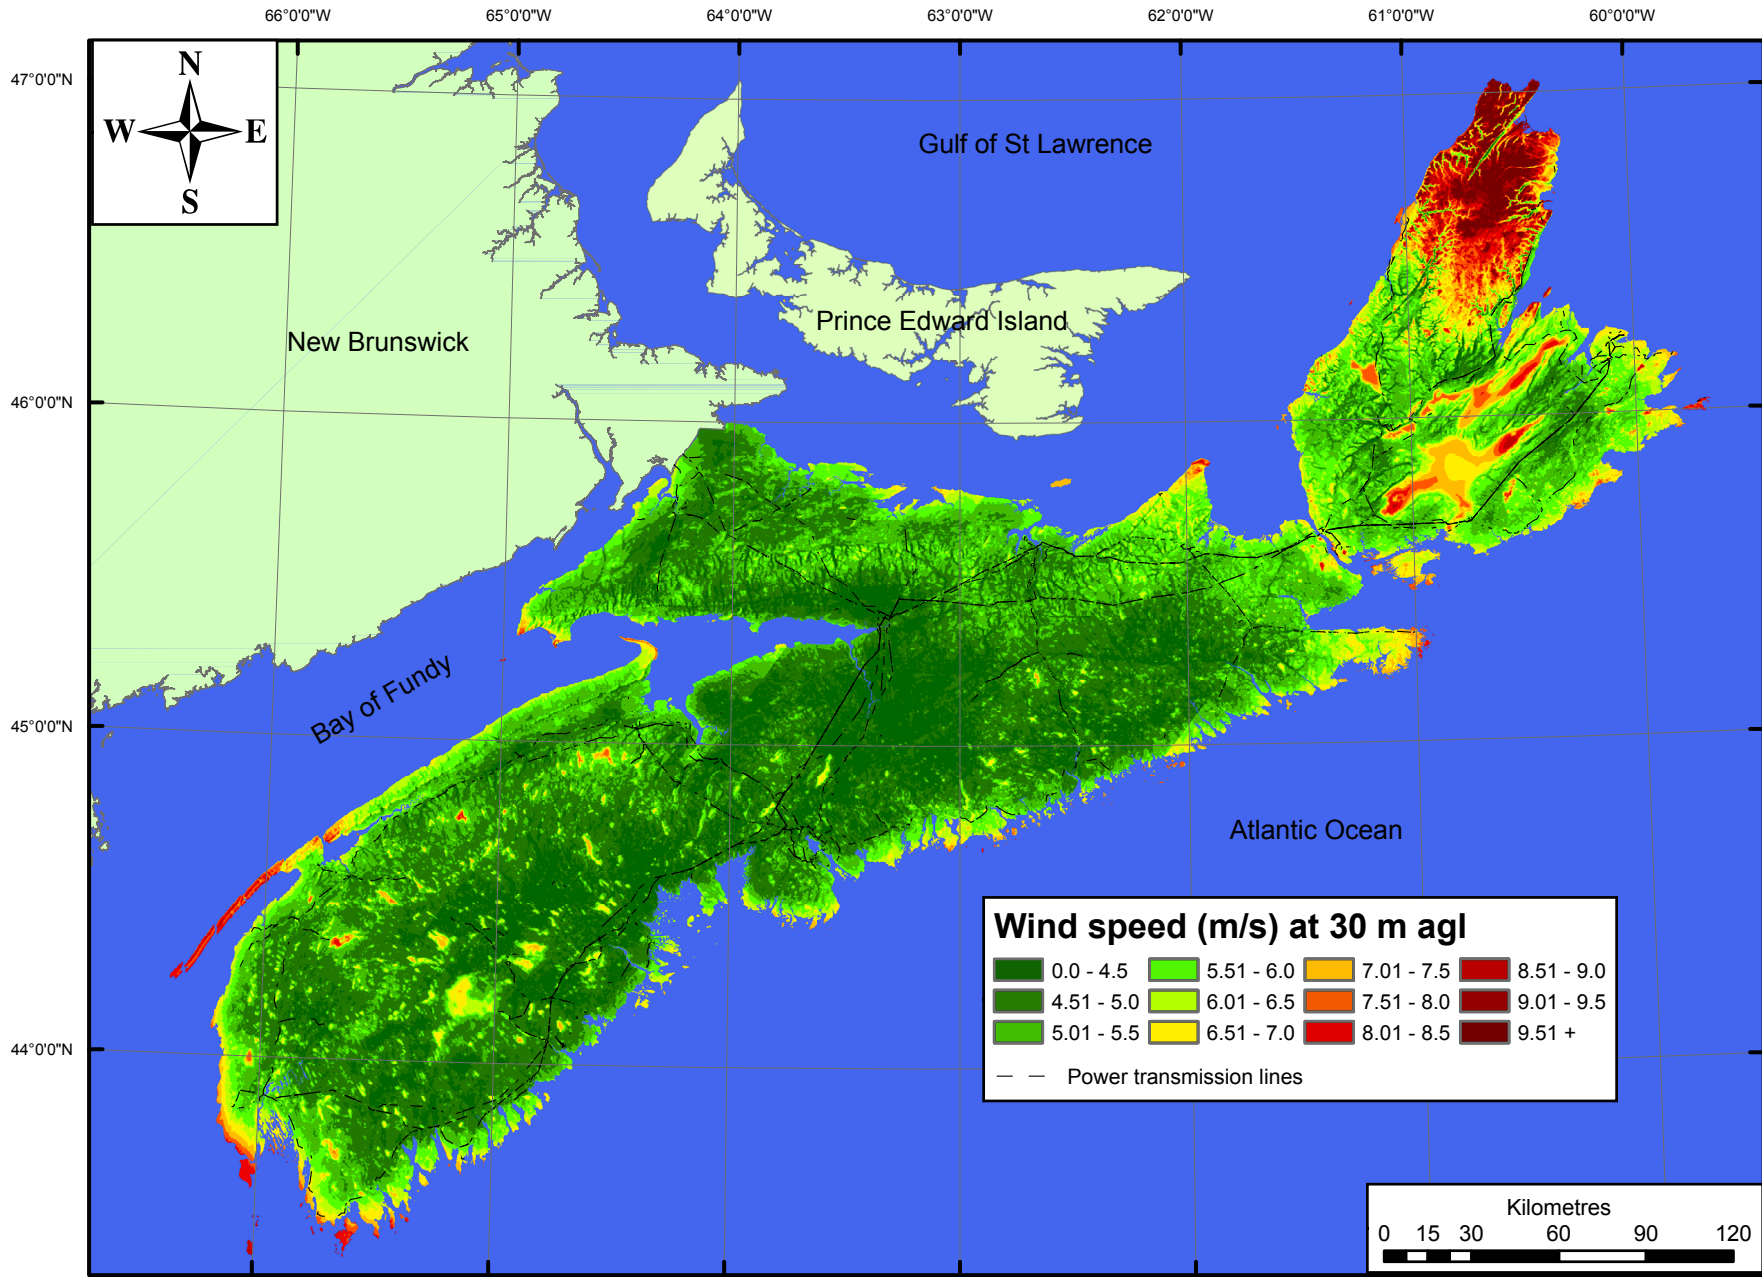 66°0'0"W 65°0'0"W 64°0'0"W 63°0'0"W 62°0'0"W 61°0'0"W 60°0'0"W
47°0'0"N
N
W E
S
Gulf of St Lawrence
New Brunswick
Prince Edward Island
46°0'0"N
Bay of Fundy
45°0'0"N
Atlantic Ocean
44°0'0"N
Wind speed (m/s) at 30 m agl
0.0 - 4.5 5.51 - 6.0 7.01 - 7.5 8.51 - 9.0
4.51 - 5.0 6.01 - 6.5 7.51 - 8.0 9.01 - 9.5
5.01 - 5.5 6.51 - 7.0 8.01 - 8.5 9.51 +
Power transmission lines
Kilometres
0 15 30 60 90 120